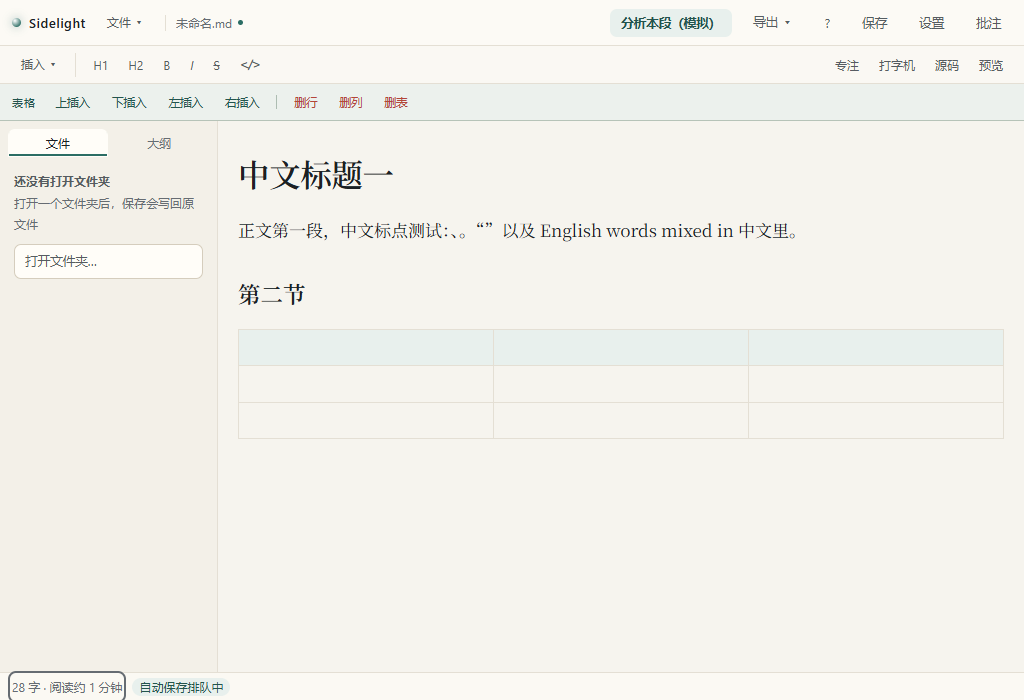 Sidelight 文件 未命名.md 分析本段（模拟） 导出 ? 保存 设置 批注
插入 H1 H2 B I S </> 专注 打字机 源码 预览
表格 上插入 下插入 左插入 右插入 删行 删列 删表
文件 大纲
还没有打开文件夹
打开一个文件夹后，保存会写回原
文件
打开文件夹...
中文标题一
正文第一段，中文标点测试：、。“”以及 English words mixed in 中文里。
第二节
28 字 · 阅读约 1 分钟 自动保存排队中